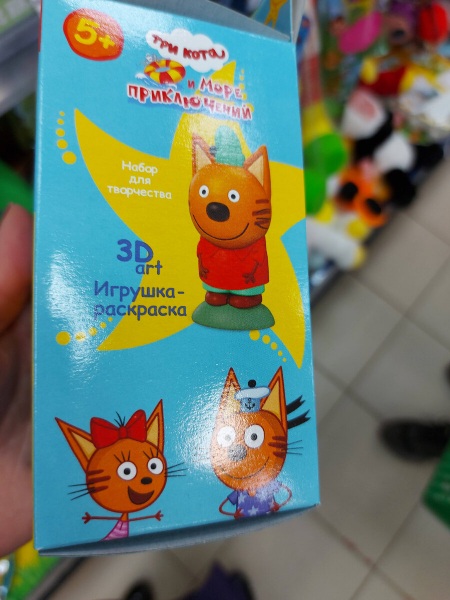 5+
ТРИ КОТА
и МОРЕ
ПРИКЛЮЧЕНИЙ
Набор
для
творчества
3D
art
Игрушка-
раскраска